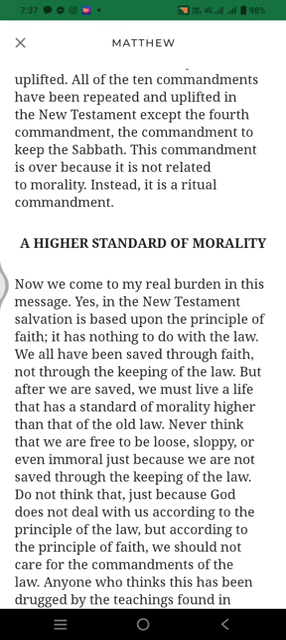 7:37
4G
98%
MATTHEW
uplifted. All of the ten commandments
have been repeated and uplifted in
the New Testament except the fourth
commandment, the commandment to
keep the Sabbath. This commandment
is over because it is not related
to morality. Instead, it is a ritual
commandment.
A HIGHER STANDARD OF MORALITY
Now we come to my real burden in this
message. Yes, in the New Testament
salvation is based upon the principle of
faith; it has nothing to do with the law.
We all have been saved through faith,
not through the keeping of the law. But
after we are saved, we must live a life
that has a standard of morality higher
than that of the old law. Never think
that we are free to be loose, sloppy, or
even immoral just because we are not
saved through the keeping of the law.
Do not think that, just because God
does not deal with us according to the
principle of the law, but according to
the principle of faith, we should not
care for the commandments of the
law. Anyone who thinks this has been
drugged by the teachings found in